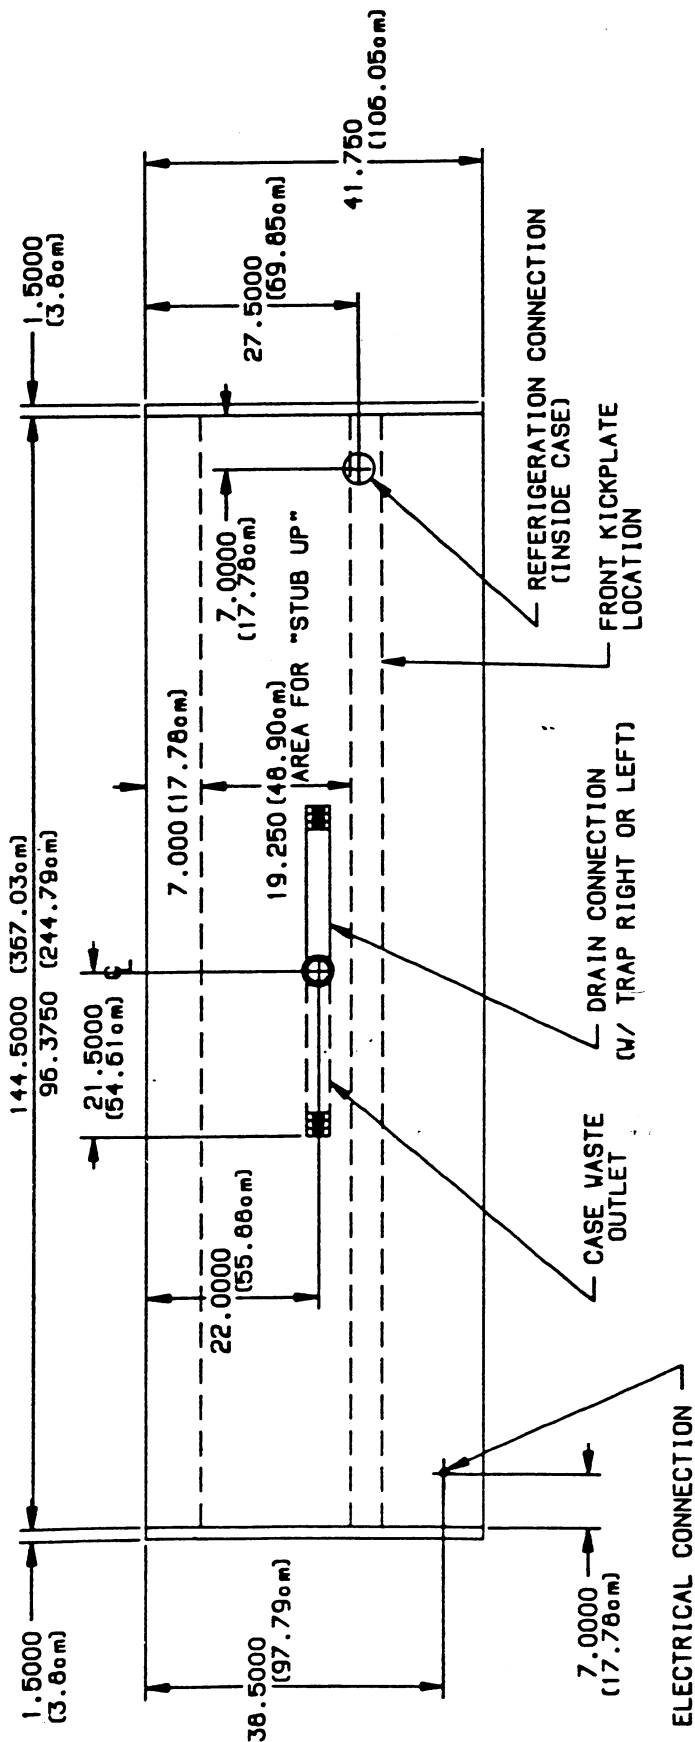 1.5000
(3.8cm)
144.5000 (367.03cm)
96.3750 (244.79cm)
1.5000
(3.8cm)
21.5000
(54.61cm)
CL
7.000 (17.78cm)
7.0000
(17.78cm)
27.5000
(69.85cm)
41.750
(106.05cm)
38.5000
(97.79cm)
22.0000
(55.88cm)
19.250 (48.90cm)
AREA FOR "STUB UP"
7.0000
(17.78cm)
ELECTRICAL CONNECTION
CASE WASTE
OUTLET
DRAIN CONNECTION
(W/ TRAP RIGHT OR LEFT)
FRONT KICKPLATE
LOCATION
REFERIGERATION CONNECTION
(INSIDE CASE)